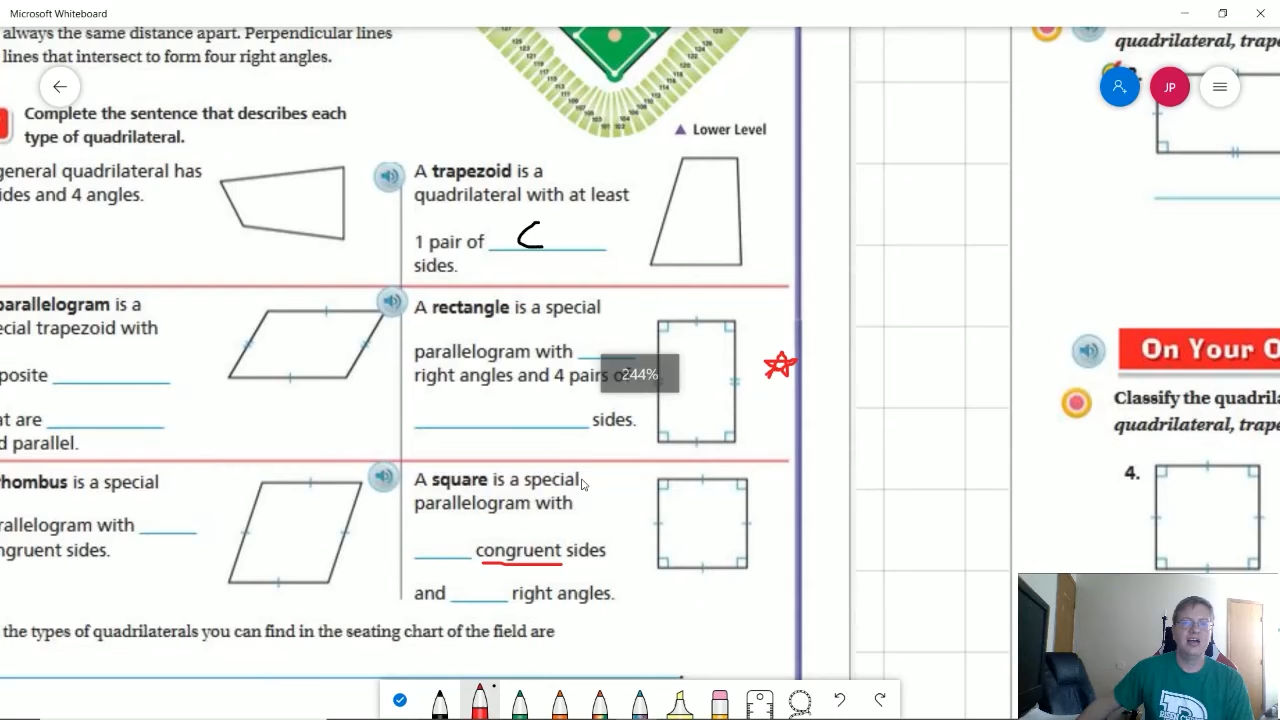 Microsoft Whiteboard
always the same distance apart. Perpendicular lines
lines that intersect to form four right angles.
Complete the sentence that describes each
type of quadrilateral.
general quadrilateral has
ides and 4 angles.
A trapezoid is a
quadrilateral with at least
1 pair of
C
sides.
Lower Level
parallelogram is a
ecial trapezoid with
posite
at are
d parallel.
A rectangle is a special
parallelogram with
right angles and 4 pairs o
244%
sides.
rhombus is a special
rallelogram with
ngruent sides.
A square is a special
parallelogram with
congruent sides
and right angles.
the types of quadrilaterals you can find in the seating chart of the field are
quadrilateral, trape
JP
On Your O
Classify the quadrila
quadrilateral, trape
4.